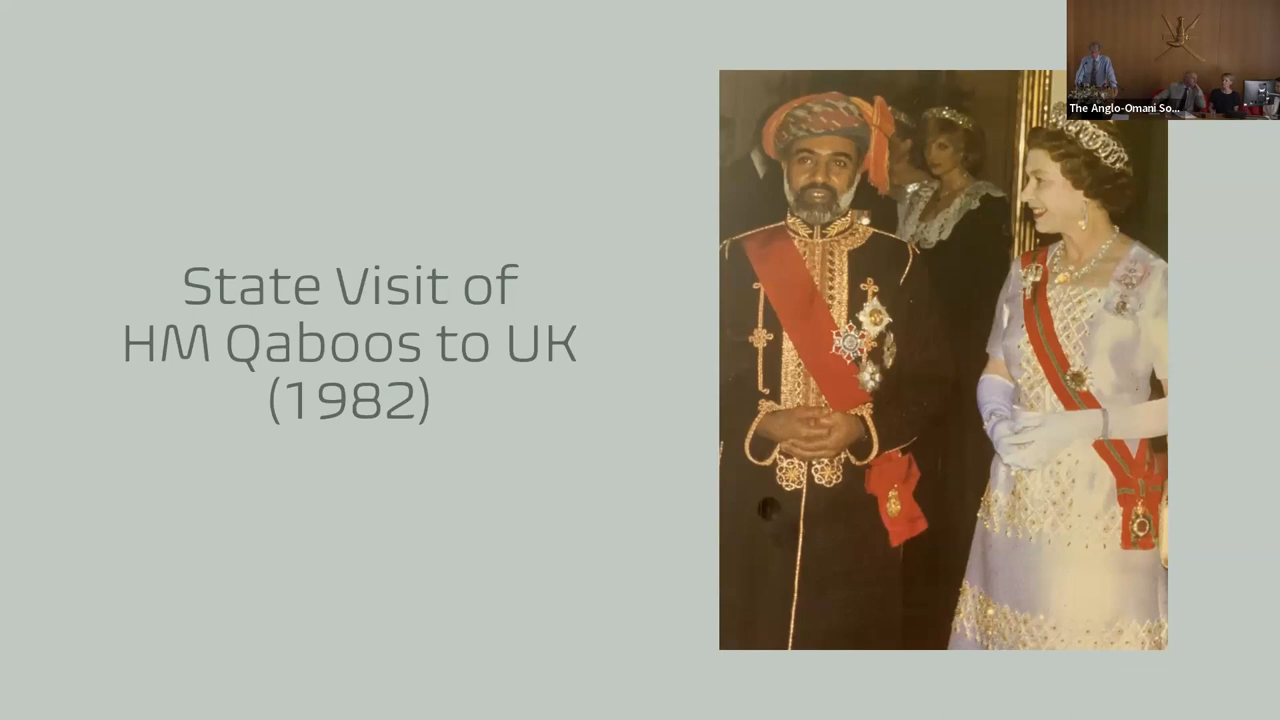 The Anglo-Omani So...
State Visit of
HM Qaboos to UK
(1982)